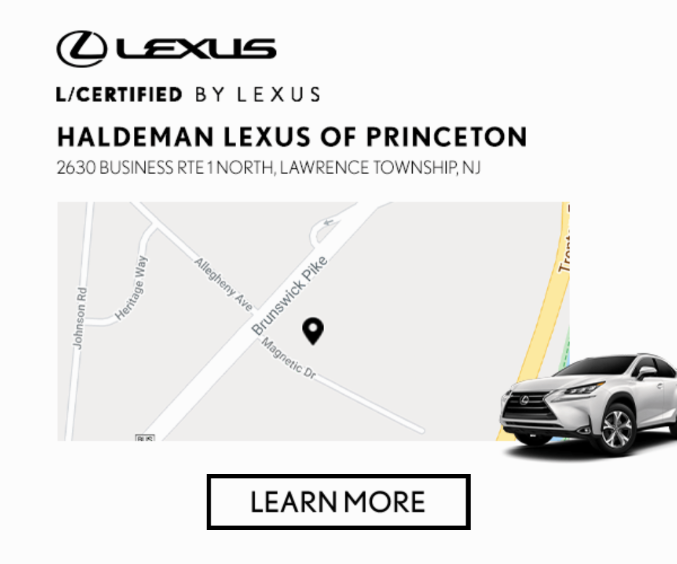 LEXUS
L/CERTIFIED BY LEXUS
HALDEMAN LEXUS OF PRINCETON
2630 BUSINESS RTE 1 NORTH, LAWRENCE TOWNSHIP, NJ
Johnson Rd
Heritage Way
Allegheny Ave
Brunswick Pike
Magnetic Dr
BUS
LEARN MORE